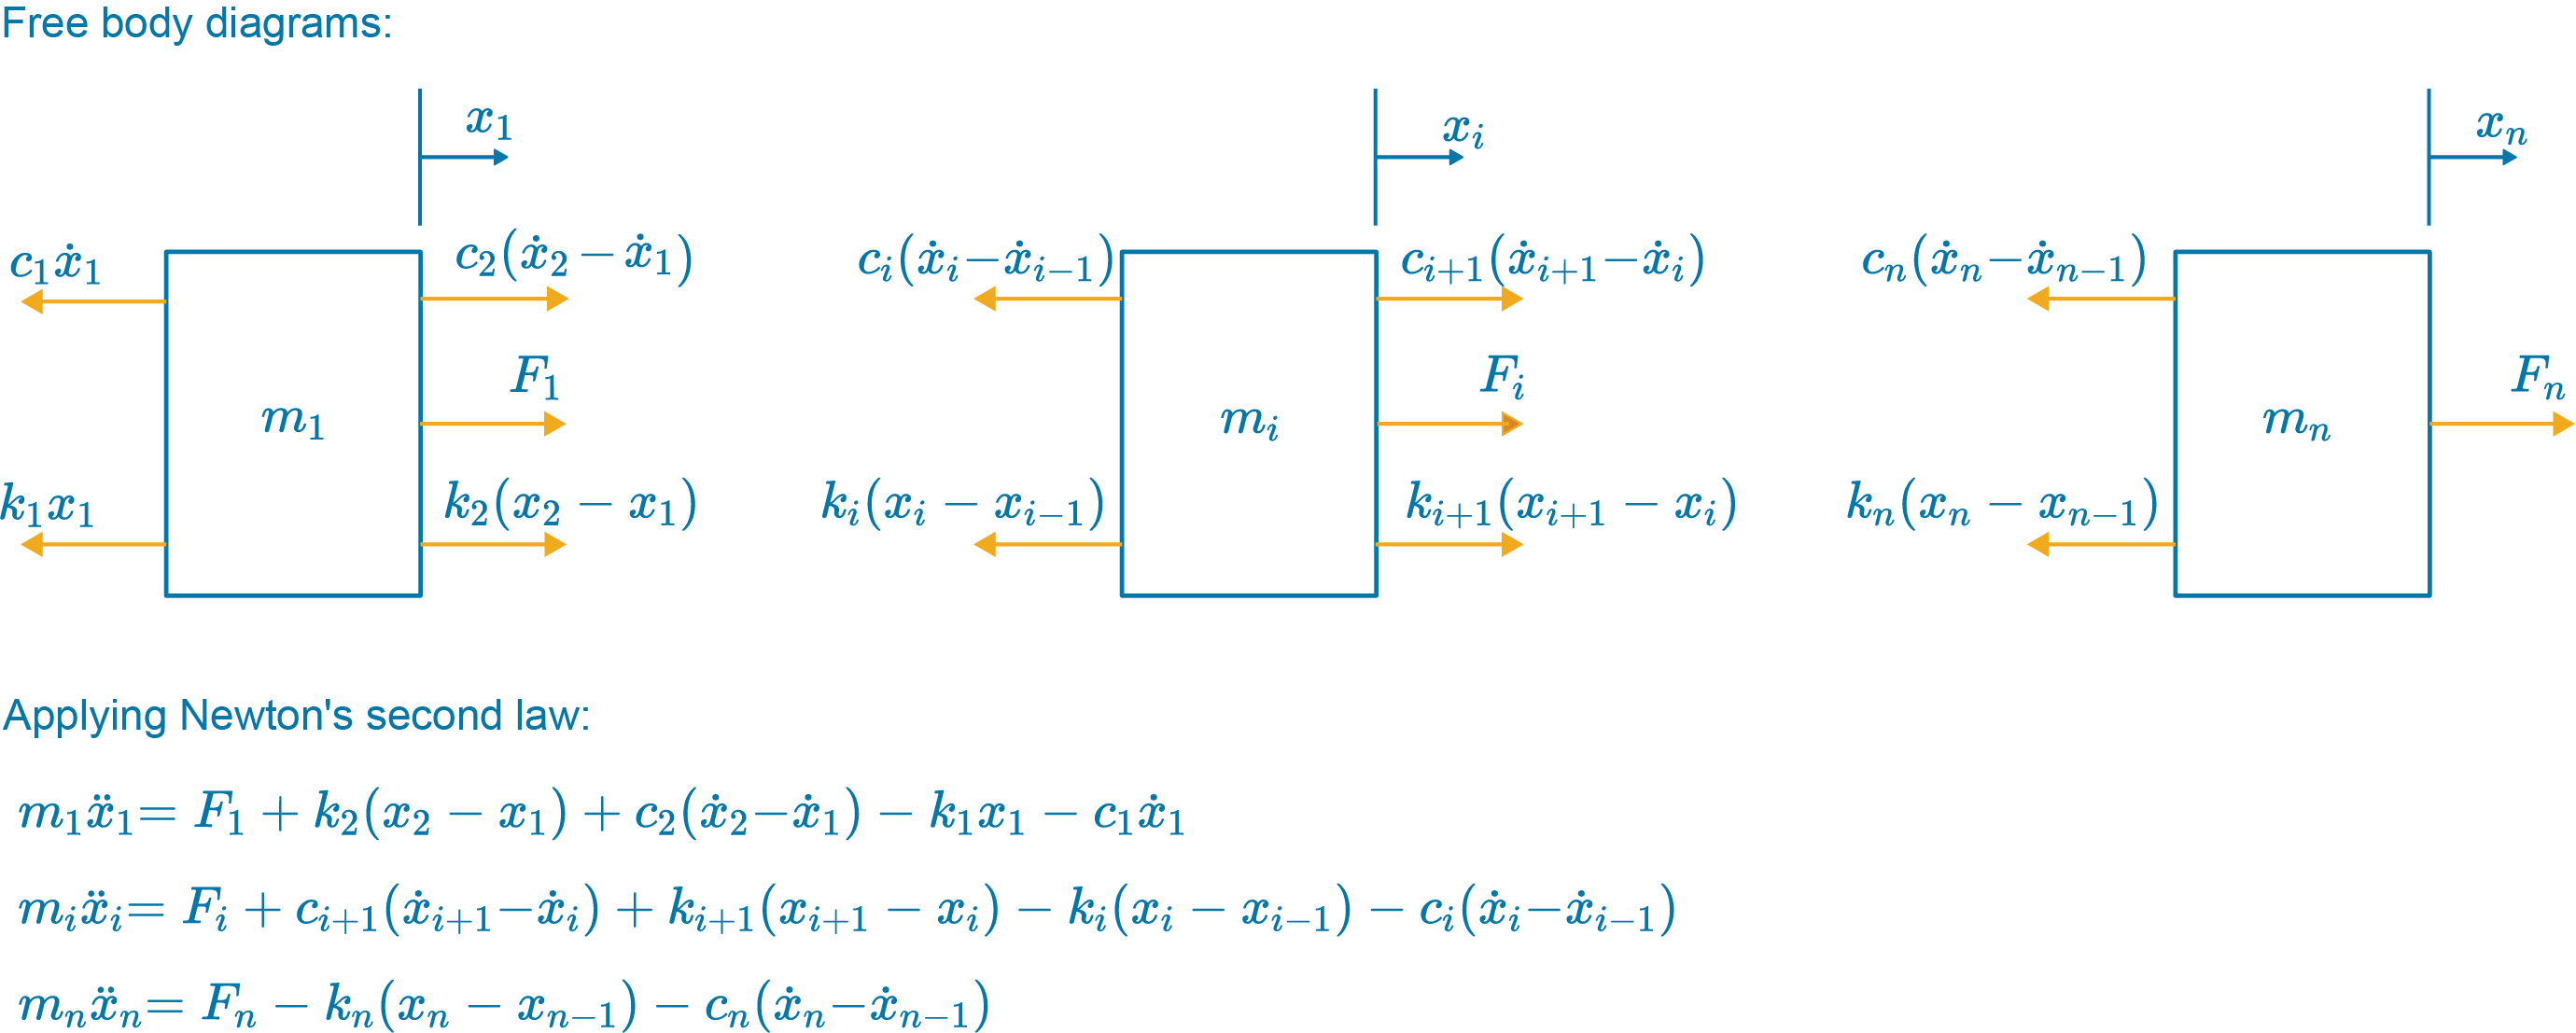 Free body diagrams:
x₁
xᵢ
xₙ
c₁ẋ₁
c₂(ẋ₂ − ẋ₁)
cᵢ(ẋᵢ−ẋᵢ₋₁)
cᵢ₊₁(ẋᵢ₊₁−ẋᵢ)
cₙ(ẋₙ−ẋₙ₋₁)
F₁
Fᵢ
Fₙ
m₁
mᵢ
mₙ
k₁x₁
k₂(x₂ − x₁)
kᵢ(xᵢ − xᵢ₋₁)
kᵢ₊₁(xᵢ₊₁ − xᵢ)
kₙ(xₙ − xₙ₋₁)
Applying Newton's second law:
m₁ẍ₁= F₁ + k₂(x₂ − x₁) + c₂(ẋ₂−ẋ₁) − k₁x₁ − c₁ẋ₁
mᵢẍᵢ= Fᵢ + cᵢ₊₁(ẋᵢ₊₁−ẋᵢ) + kᵢ₊₁(xᵢ₊₁ − xᵢ) − kᵢ(xᵢ − xᵢ₋₁) − cᵢ(ẋᵢ−ẋᵢ₋₁)
mₙẍₙ= Fₙ − kₙ(xₙ − xₙ₋₁) − cₙ(ẋₙ−ẋₙ₋₁)